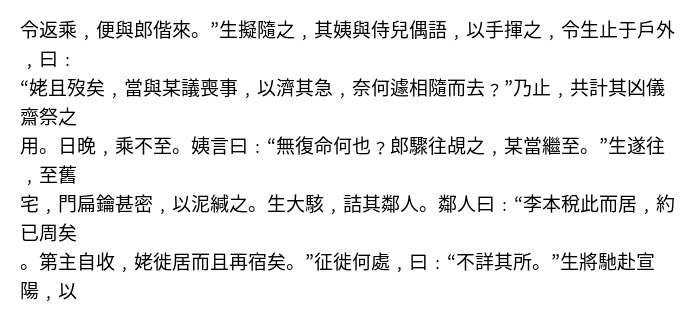 令返乘，便與郎偕來。”生擬隨之，其姨與侍兒偶語，以手揮之，令生止于戶外
，曰：
“姥且歿矣，當與某議喪事，以濟其急，奈何遽相隨而去？”乃止，共計其凶儀
齋祭之
用。日晚，乘不至。姨言曰：“無復命何也？郎驟往覘之，某當繼至。”生遂往
，至舊
宅，門扃鑰甚密，以泥緘之。生大駭，詰其鄰人。鄰人曰：“李本稅此而居，約
已周矣
。第主自收，姥徙居而且再宿矣。”征徙何處，曰：“不詳其所。”生將馳赴宣
陽，以